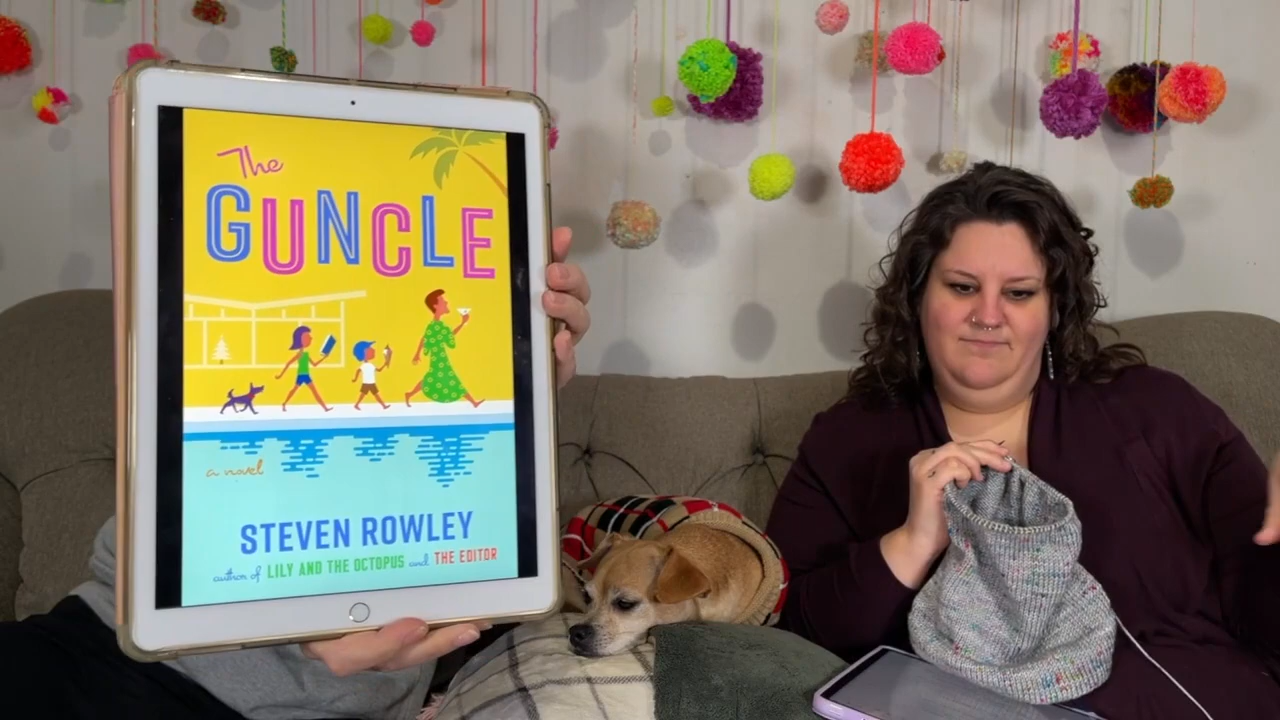 The
GUNCLE
a novel
STEVEN ROWLEY
author of LILY AND THE OCTOPUS and THE EDITOR